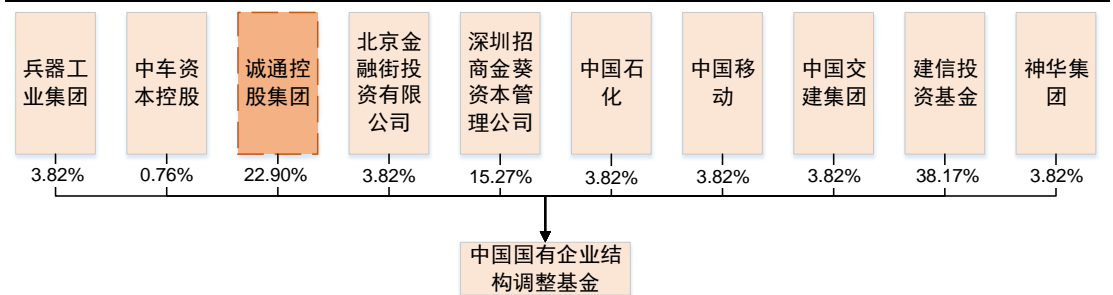 兵器工
业集团
中车资
本控股
诚通控
股集团
北京金
融街投
资有限
公司
深圳招
商金葵
资本管
理公司
中国石
化
中国移
动
中国交
建集团
建信投
资基金
神华集
团
3.82%
0.76%
22.90%
3.82%
15.27%
3.82%
3.82%
3.82%
38.17%
3.82%
中国国有企业结
构调整基金